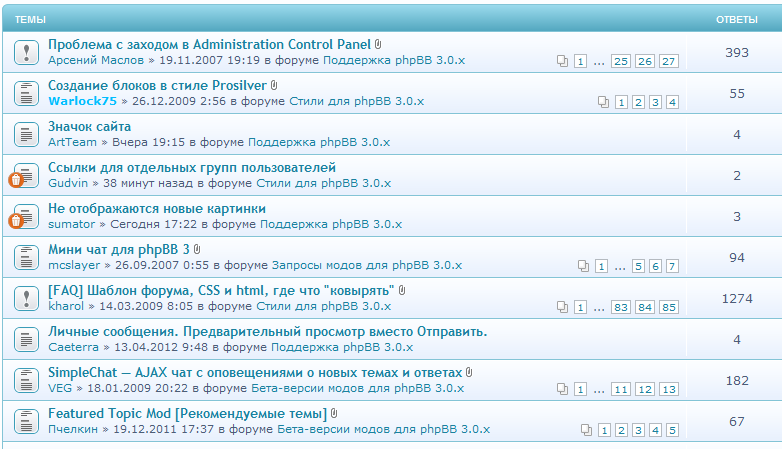 ТЕМЫ ОТВЕТЫ
Проблема с заходом в Administration Control Panel
Арсений Маслов » 19.11.2007 19:19 в форуме Поддержка phpBB 3.0.x 1 ... 25 26 27 393
Создание блоков в стиле Prosilver
Warlock75 » 26.12.2009 2:56 в форуме Стили для phpBB 3.0.x 1 2 3 4 55
Значок сайта
ArtTeam » Вчера 19:15 в форуме Поддержка phpBB 3.0.x 4
Ссылки для отдельных групп пользователей
Gudvin » 38 минут назад в форуме Стили для phpBB 3.0.x 2
Не отображаются новые картинки
sumator » Сегодня 17:22 в форуме Поддержка phpBB 3.0.x 3
Мини чат для phpBB 3
mcslayer » 26.09.2007 0:55 в форуме Запросы модов для phpBB 3.0.x 1 ... 5 6 7 94
[FAQ] Шаблон форума, CSS и html, где что "ковырять"
kharol » 14.03.2009 8:05 в форуме Стили для phpBB 3.0.x 1 ... 83 84 85 1274
Личные сообщения. Предварительный просмотр вместо Отправить.
Caeterra » 13.04.2012 9:48 в форуме Поддержка phpBB 3.0.x 4
SimpleChat — AJAX чат с оповещениями о новых темах и ответах
VEG » 18.01.2009 20:22 в форуме Бета-версии модов для phpBB 3.0.x 1 ... 11 12 13 182
Featured Topic Mod [Рекомендуемые темы]
Пчелкин » 19.12.2011 17:37 в форуме Бета-версии модов для phpBB 3.0.x 1 2 3 4 5 67